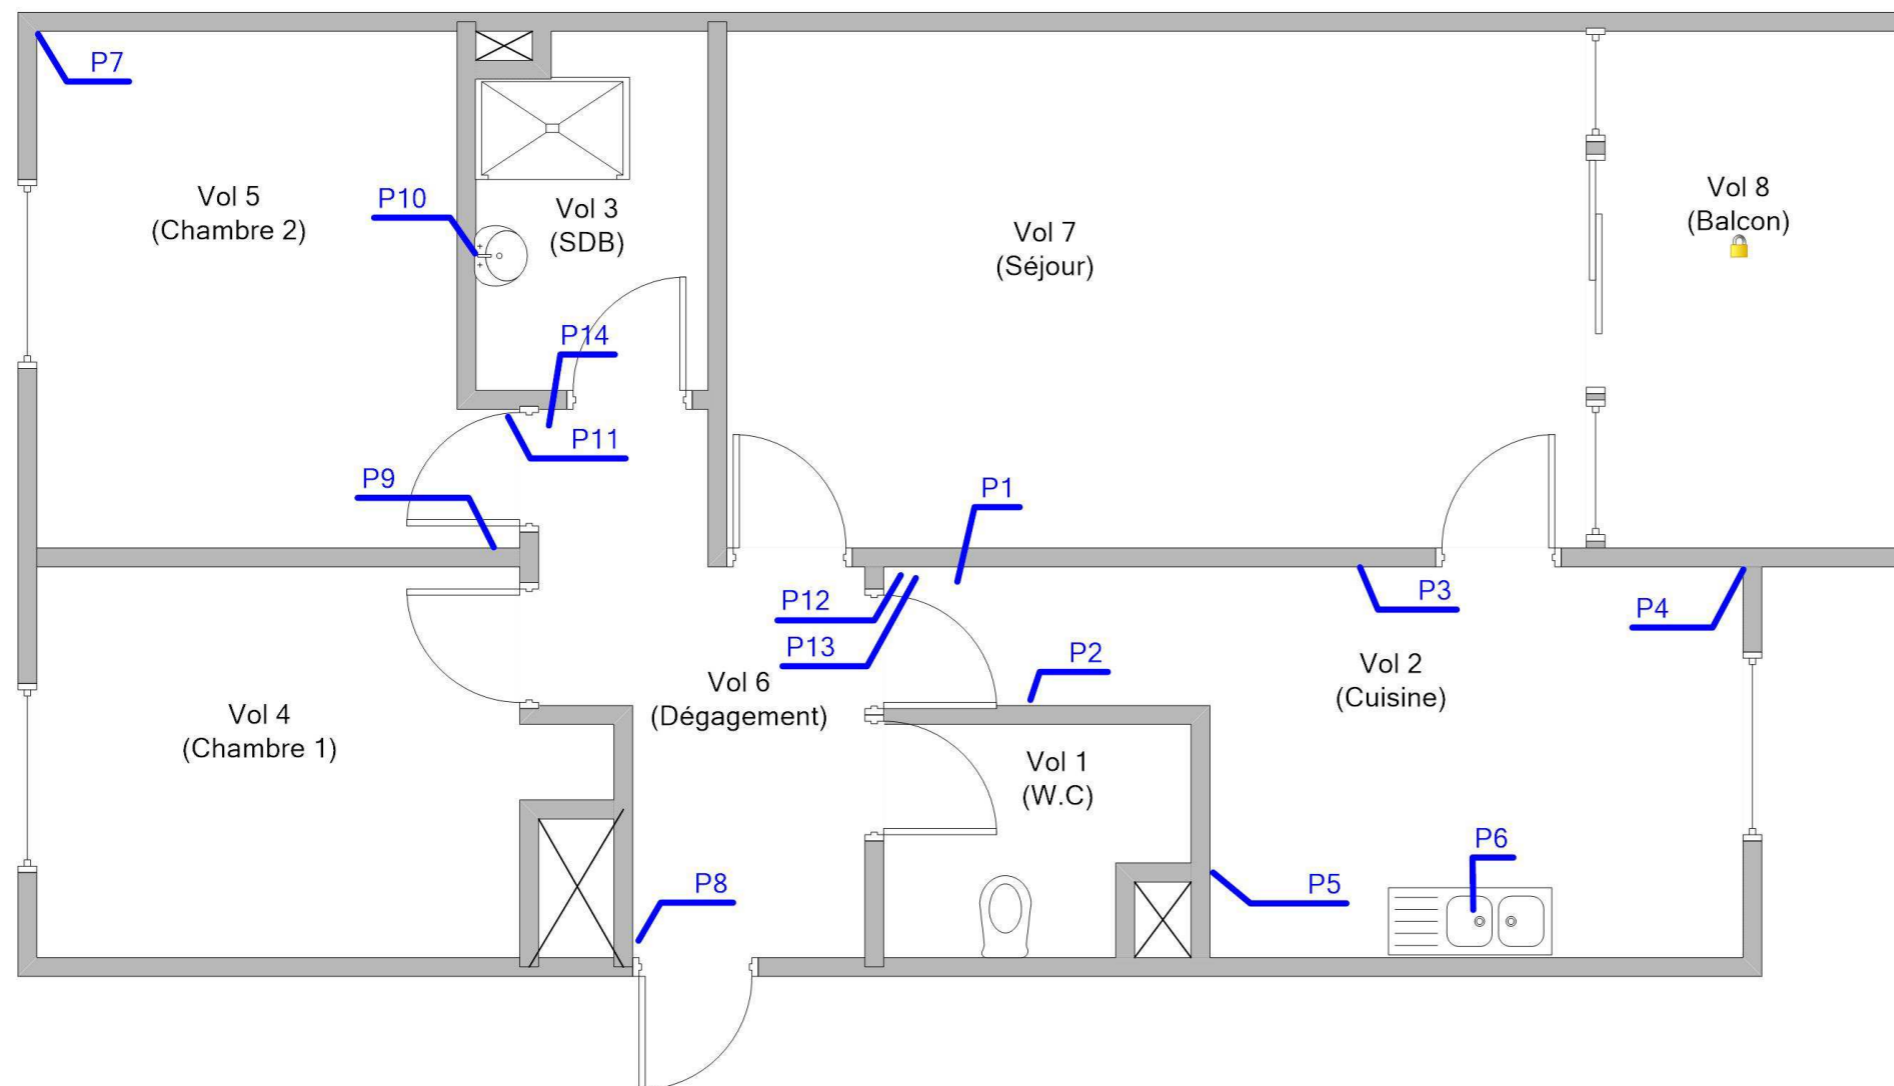 P7
Vol 5
(Chambre 2)
P10
Vol 3
(SDB)
Vol 7
(Séjour)
Vol 8
(Balcon)
P14
P11
P9
P1
P12
P13
P3
P4
P2
Vol 6
(Dégagement)
Vol 2
(Cuisine)
Vol 4
(Chambre 1)
Vol 1
(W.C)
P8
P5
P6